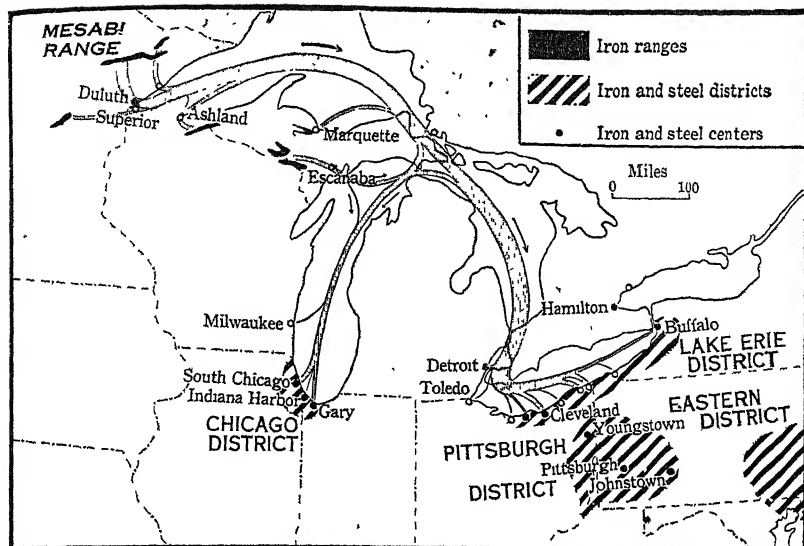 MESABI
RANGE
Duluth
Superior
Ashland
Marquette
Escanaba
Iron ranges
Iron and steel districts
Iron and steel centers
Miles
0 100
Milwaukee
South Chicago
Indiana Harbor
Gary
CHICAGO
DISTRICT
Hamilton
Buffalo
LAKE ERIE
DISTRICT
Detroit
Toledo
Cleveland
EASTERN
DISTRICT
Youngstown
PITTSBURGH
DISTRICT
Pittsburgh
Johnstown